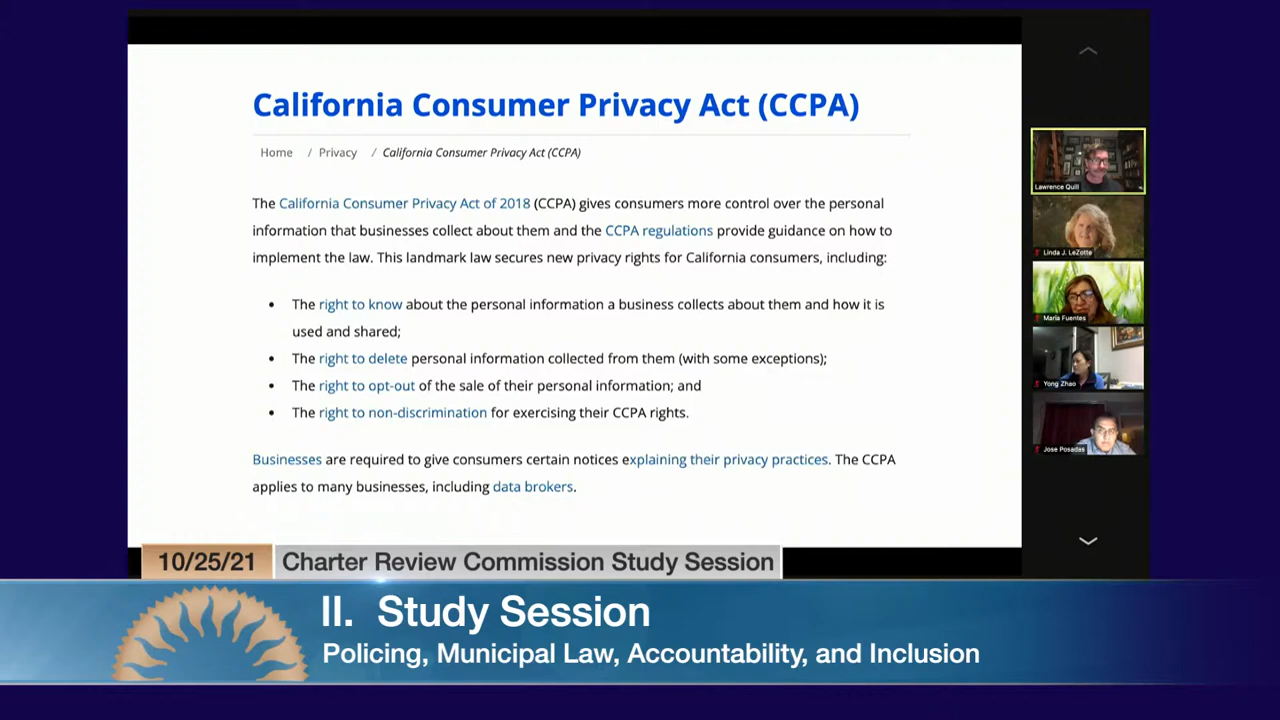 California Consumer Privacy Act (CCPA)
Home / Privacy / California Consumer Privacy Act (CCPA)
The California Consumer Privacy Act of 2018 (CCPA) gives consumers more control over the personal
information that businesses collect about them and the CCPA regulations provide guidance on how to
implement the law. This landmark law secures new privacy rights for California consumers, including:
• The right to know about the personal information a business collects about them and how it is
used and shared;
• The right to delete personal information collected from them (with some exceptions);
• The right to opt-out of the sale of their personal information; and
• The right to non-discrimination for exercising their CCPA rights.
Businesses are required to give consumers certain notices explaining their privacy practices. The CCPA
applies to many businesses, including data brokers.
Lawrence Quill
Linda J. LeZotte
Maria Fuentes
Yong Zhao
Jose Posadas
10/25/21 Charter Review Commission Study Session
II. Study Session
Policing, Municipal Law, Accountability, and Inclusion